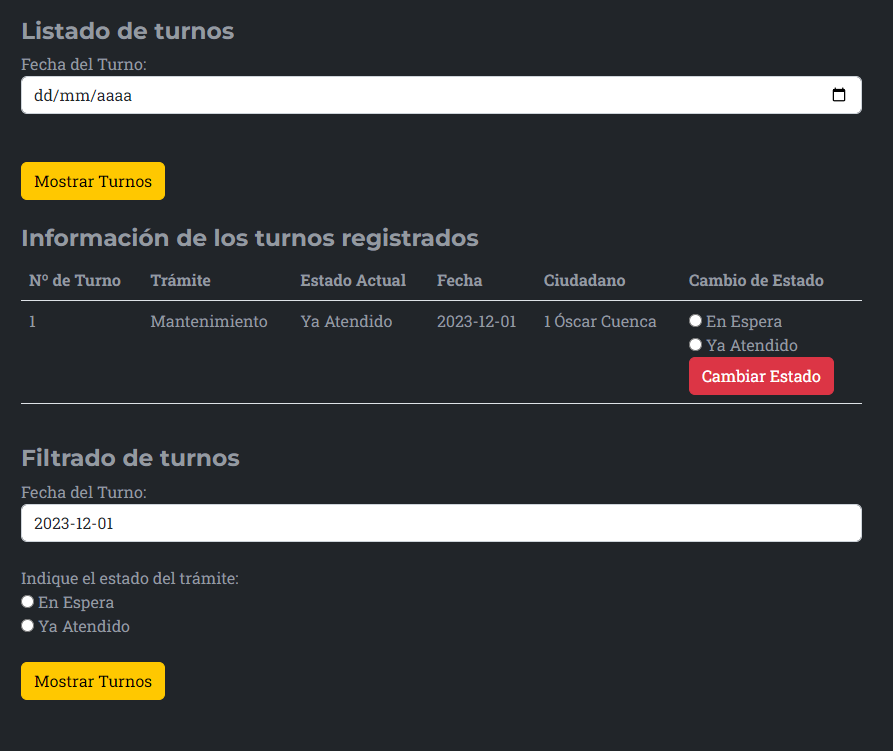 Listado de turnos
Fecha del Turno:
dd/mm/aaaa
Mostrar Turnos
Información de los turnos registrados
Nº de Turno Trámite Estado Actual Fecha Ciudadano Cambio de Estado
1 Mantenimiento Ya Atendido 2023-12-01 1 Óscar Cuenca En Espera
Ya Atendido
Cambiar Estado
Filtrado de turnos
Fecha del Turno:
2023-12-01
Indique el estado del trámite:
En Espera
Ya Atendido
Mostrar Turnos